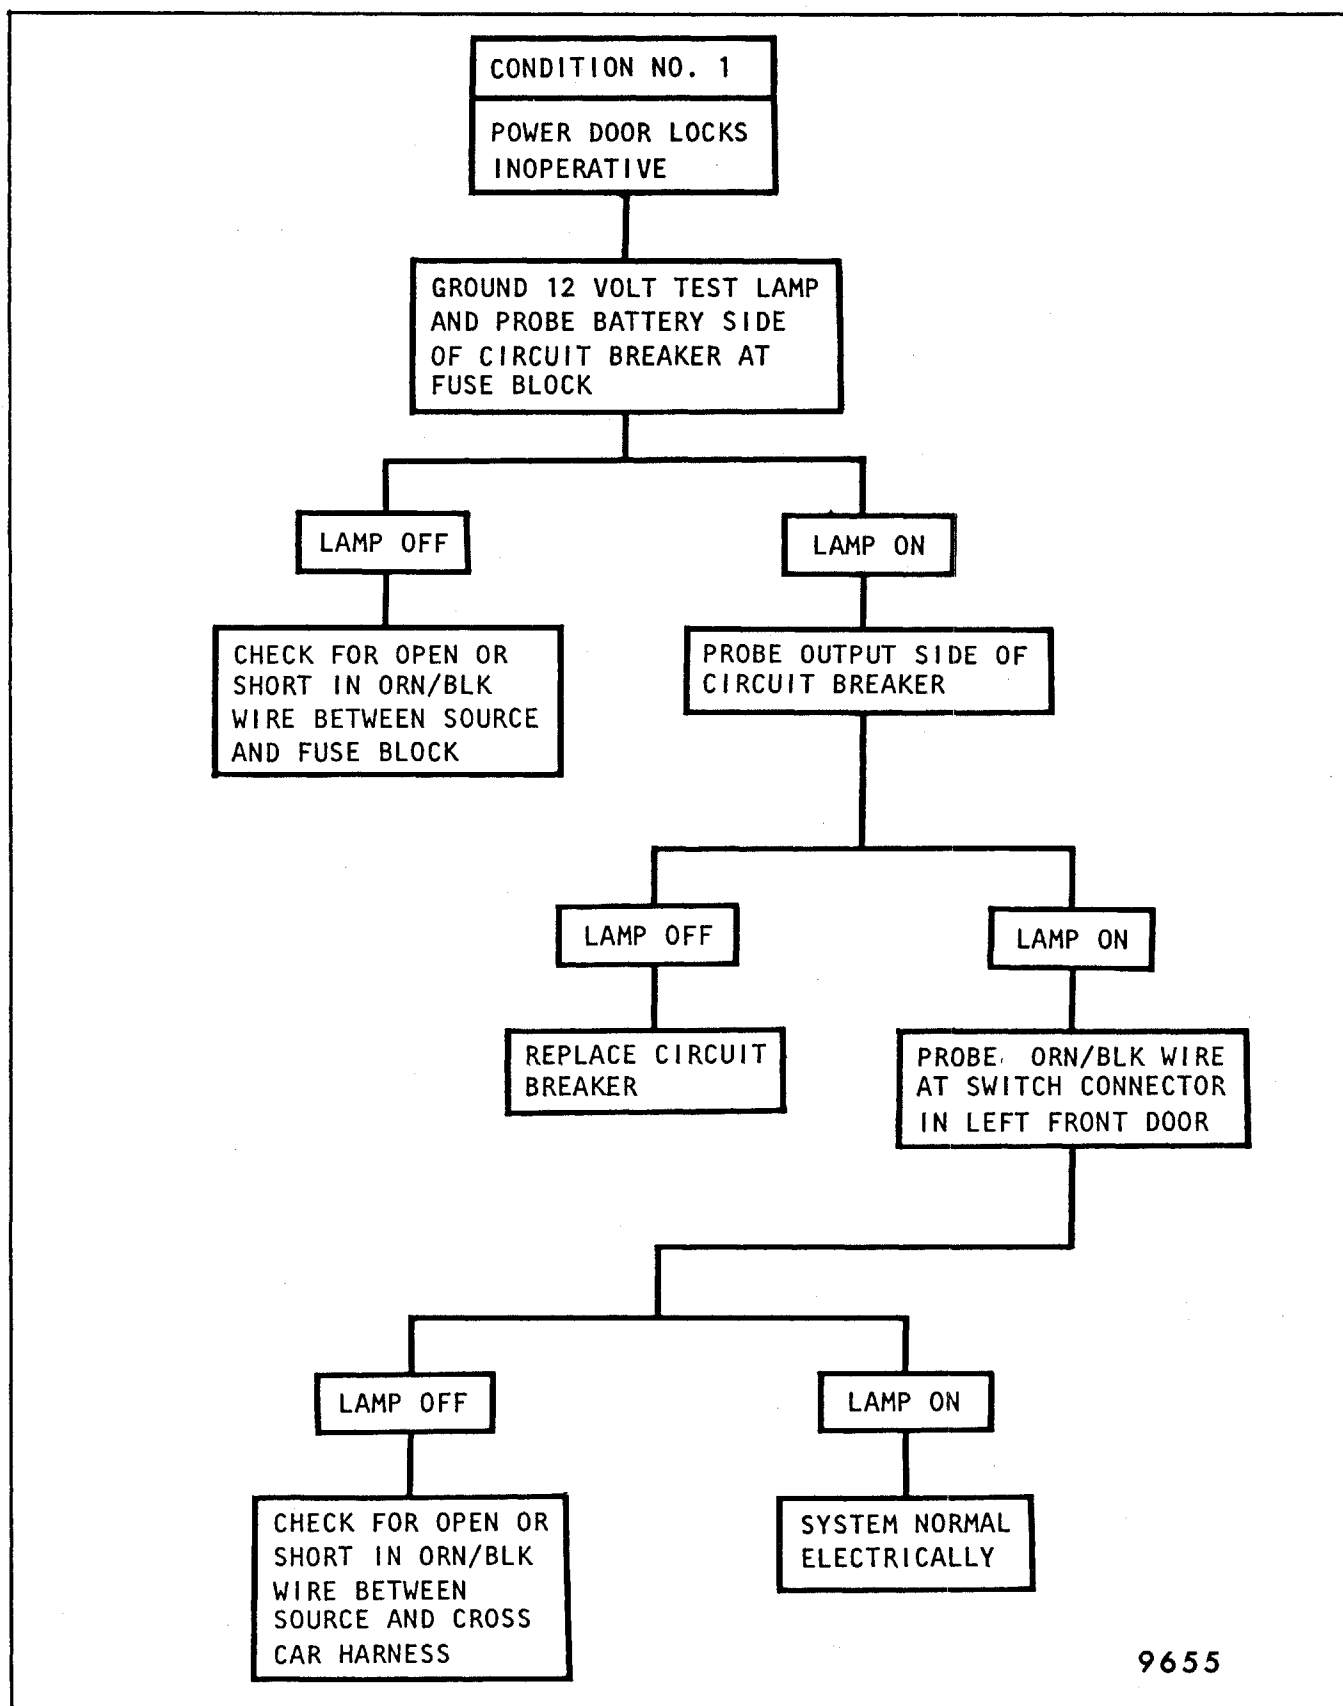 CONDITION NO. 1
POWER DOOR LOCKS
INOPERATIVE
GROUND 12 VOLT TEST LAMP
AND PROBE BATTERY SIDE
OF CIRCUIT BREAKER AT
FUSE BLOCK
LAMP OFF
LAMP ON
CHECK FOR OPEN OR
SHORT IN ORN/BLK
WIRE BETWEEN SOURCE
AND FUSE BLOCK
PROBE OUTPUT SIDE OF
CIRCUIT BREAKER
LAMP OFF
LAMP ON
REPLACE CIRCUIT
BREAKER
PROBE ORN/BLK WIRE
AT SWITCH CONNECTOR
IN LEFT FRONT DOOR
LAMP OFF
LAMP ON
CHECK FOR OPEN OR
SHORT IN ORN/BLK
WIRE BETWEEN
SOURCE AND CROSS
CAR HARNESS
SYSTEM NORMAL
ELECTRICALLY
9655